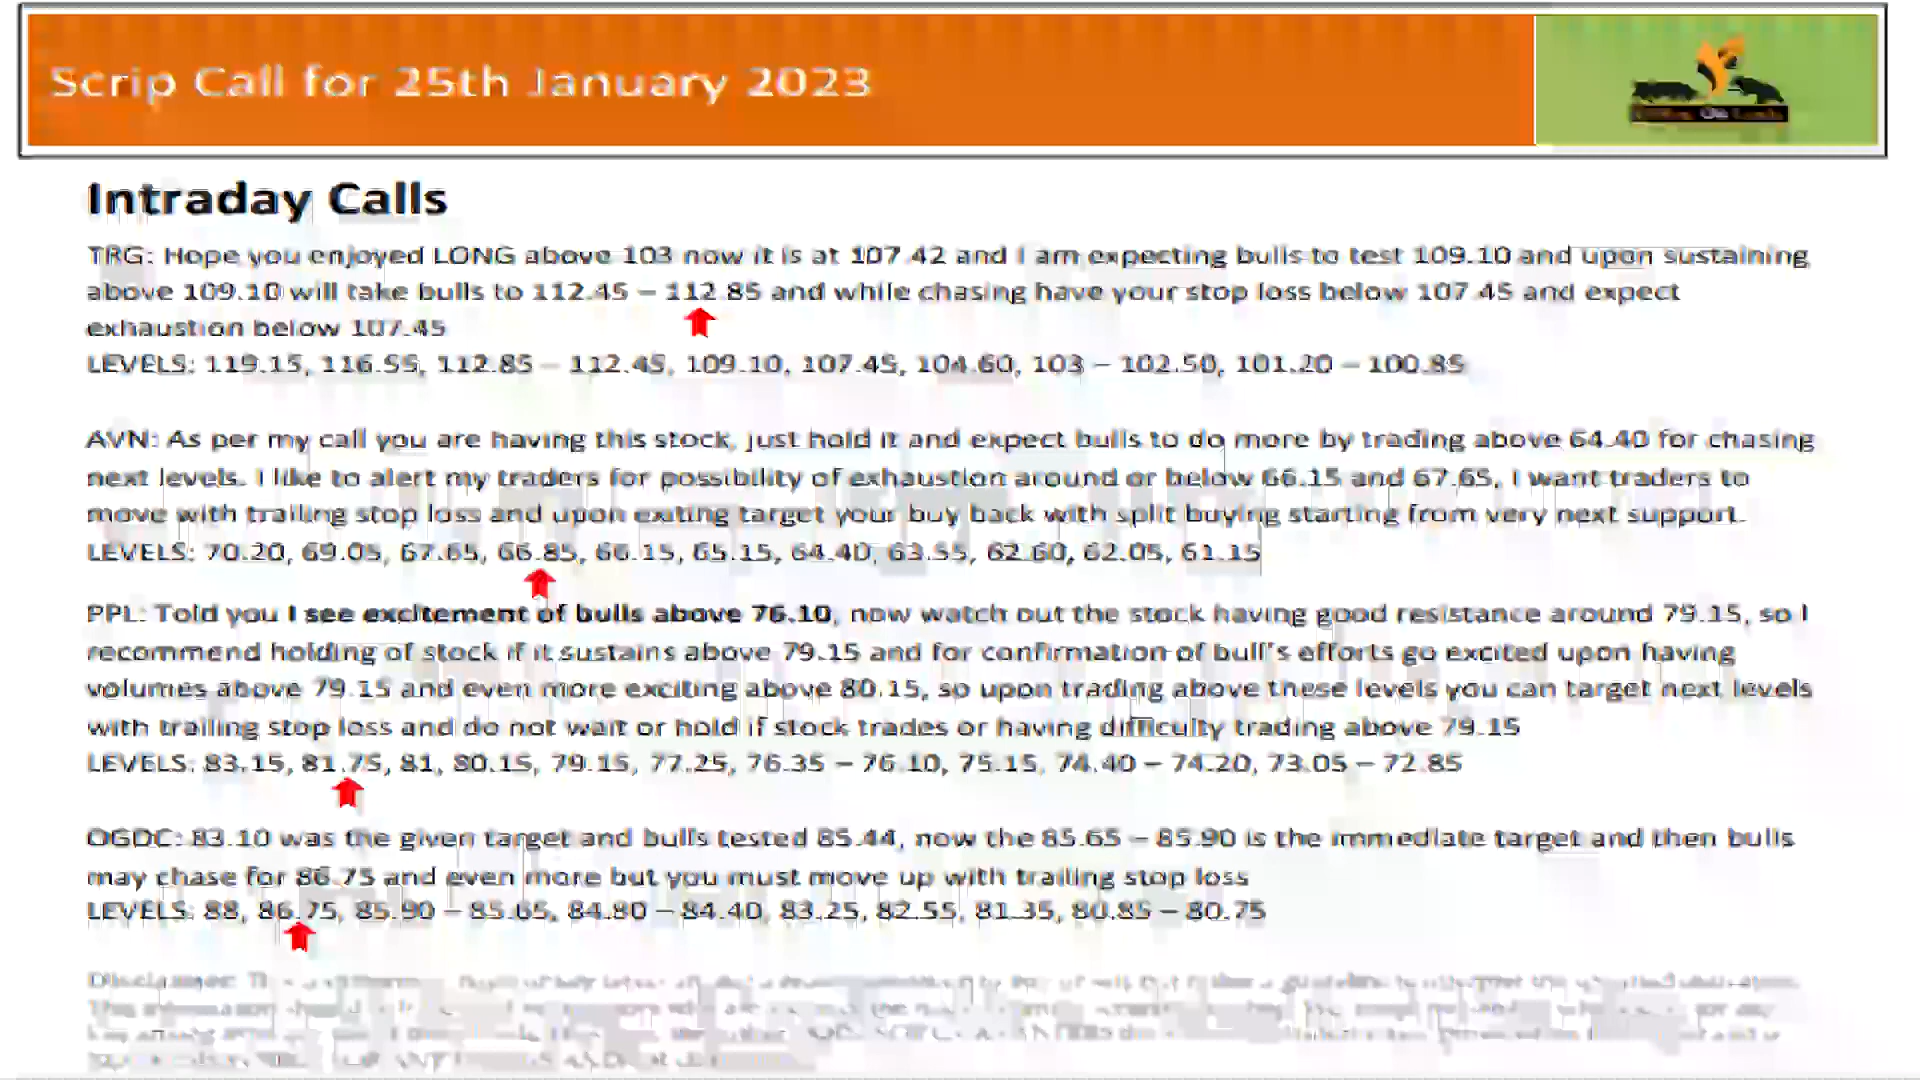 Scrip Call for 25th January 2023
Intraday Calls
TRG: Hope you enjoyed LONG above 103 now it is at 107.42 and I am expecting bulls to test 109.10 and upon sustaining
above 109.10 will take bulls to 112.45 – 112.85 and while chasing have your stop loss below 107.45 and expect
exhaustion below 107.45
LEVELS: 119.15, 116.55, 112.85 – 112.45, 109.10, 107.45, 104.60, 103 – 102.50, 101.20 – 100.85
AVN: As per my call you are having this stock, just hold it and expect bulls to do more by trading above 64.40 for chasing
next levels. I like to alert my traders for possibility of exhaustion around or below 66.15 and 67.65, I want traders to
move with trailing stop loss and upon exiting target your buy back with split buying starting from very next support.
LEVELS: 70.20, 69.05, 67.65, 66.85, 66.15, 65.15, 64.40, 63.55, 62.60, 62.05, 61.15
PPL: Told you I see excitement of bulls above 76.10, now watch out the stock having good resistance around 79.15, so I
recommend holding of stock if it sustains above 79.15 and for confirmation of bull's efforts go excited upon having
volumes above 79.15 and even more exciting above 80.15, so upon trading above these levels you can target next levels
with trailing stop loss and do not wait or hold if stock trades or having difficulty trading above 79.15
LEVELS: 83.15, 81.75, 81, 80.15, 79.15, 77.25, 76.35 – 76.10, 75.15, 74.40 – 74.20, 73.05 – 72.85
OGDC: 83.10 was the given target and bulls tested 85.44, now the 85.65 – 85.90 is the immediate target and then bulls
may chase for 86.75 and even more but you must move up with trailing stop loss
LEVELS: 88, 86.75, 85.90 – 85.65, 84.80 – 84.40, 83.25, 82.55, 81.35, 80.85 – 80.75
Disclaimer: